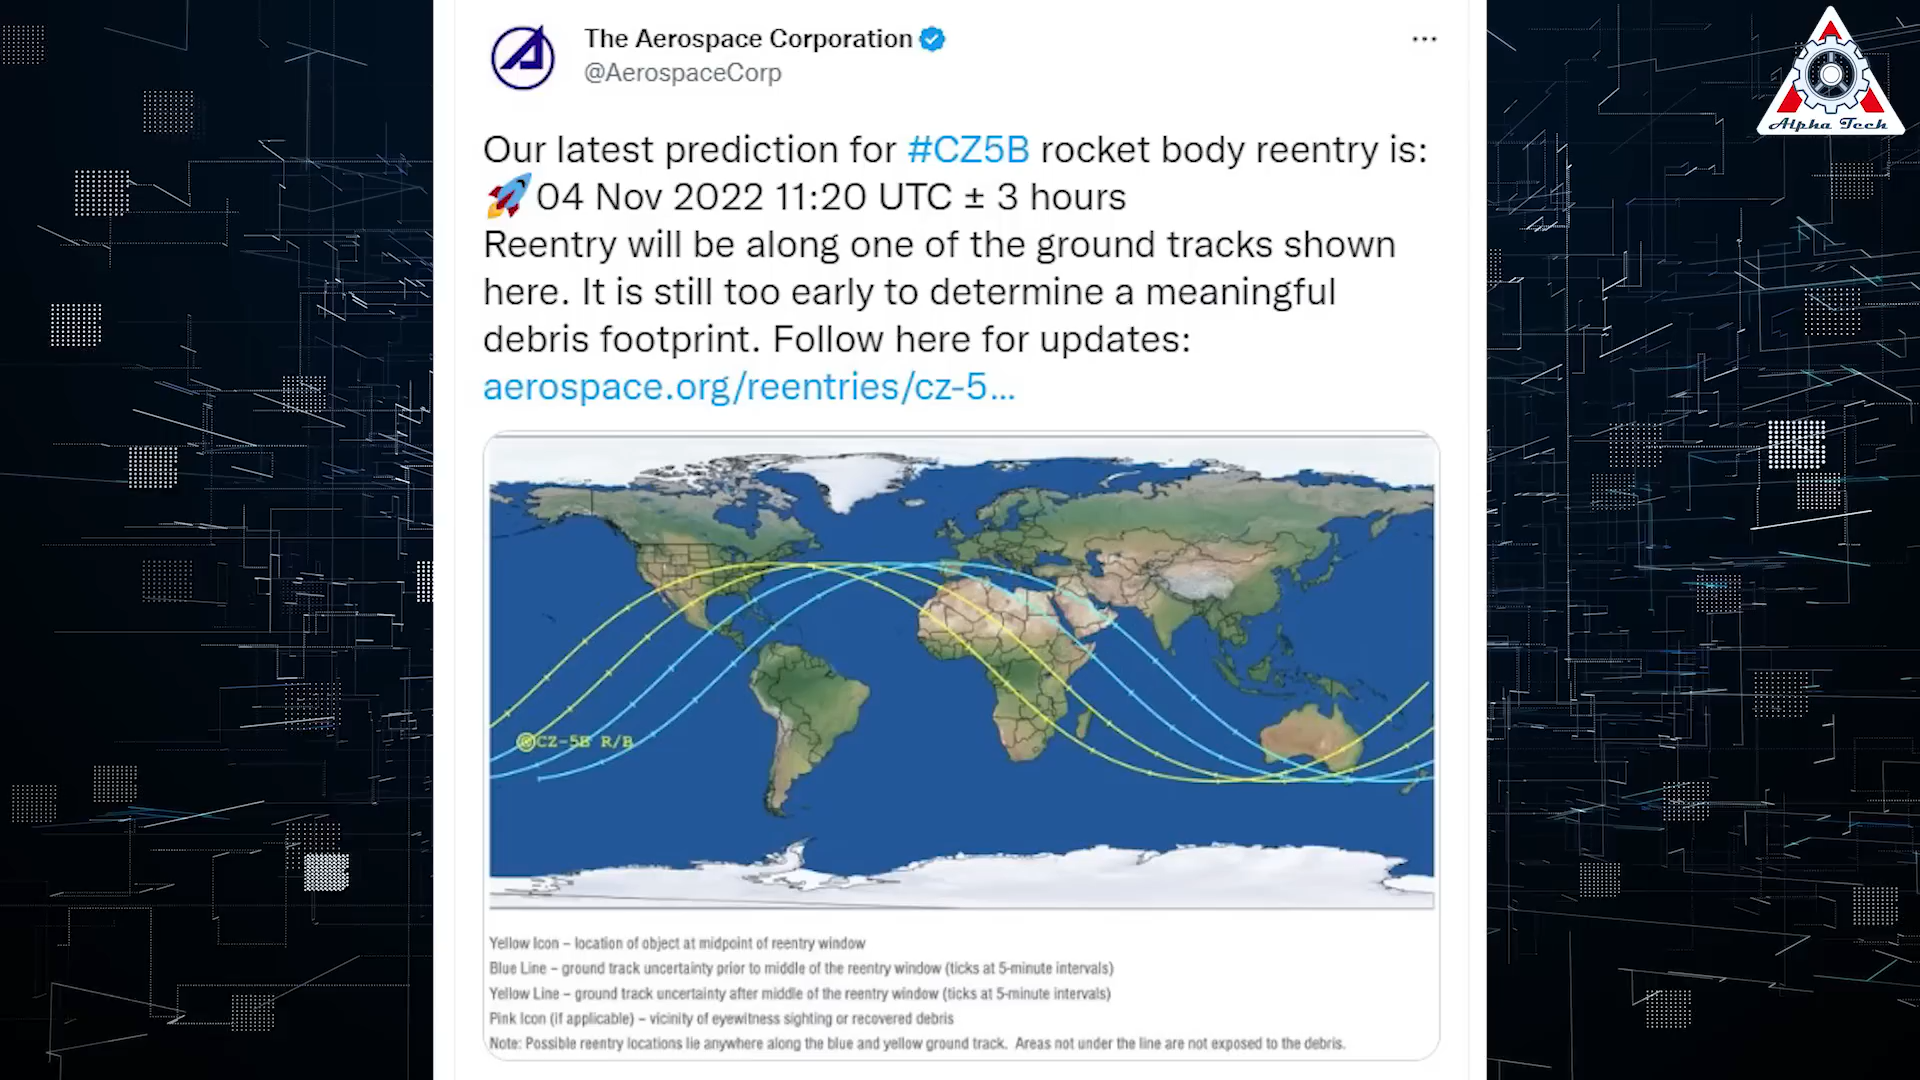 The Aerospace Corporation
@AerospaceCorp
Our latest prediction for #CZ5B rocket body reentry is:
🚀04 Nov 2022 11:20 UTC ± 3 hours
Reentry will be along one of the ground tracks shown
here. It is still too early to determine a meaningful
debris footprint. Follow here for updates:
aerospace.org/reentries/cz-5...
CZ-5B R/B
Yellow Icon – location of object at midpoint of reentry window
Blue Line – ground track uncertainty prior to middle of the reentry window (ticks at 5-minute intervals)
Yellow Line – ground track uncertainty after middle of the reentry window (ticks at 5-minute intervals)
Pink Icon (if applicable) – vicinity of eyewitness sighting or recovered debris
Note: Possible reentry locations lie anywhere along the blue and yellow ground track. Areas not under the line are not exposed to the debris.
Alpha Tech